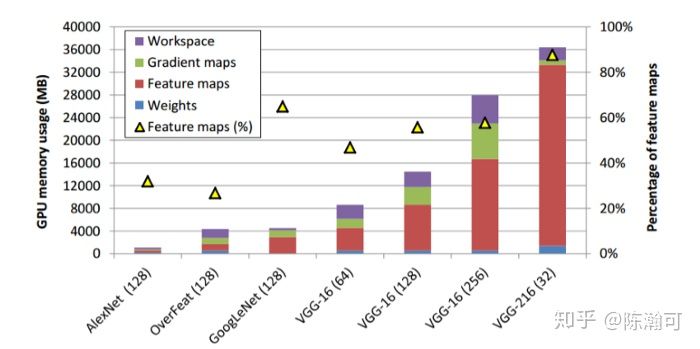 GPU memory usage (MB)
40000
36000
32000
28000
24000
20000
16000
12000
8000
4000
0
Workspace
Gradient maps
Feature maps
Weights
Feature maps (%)
100%
80%
60%
40%
20%
0%
Percentage of feature maps
AlexNet (128)
OverFeat (128)
GoogLeNet (128)
VGG-16 (64)
VGG-16 (128)
VGG-16 (256)
VGG-216 (32)
知乎 @陈瀚可